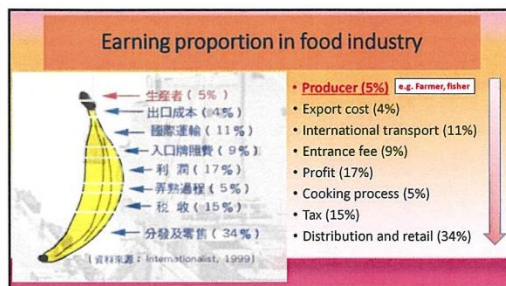 Earning proportion in food industry
生產者(5%)
出口成本(4%)
國際運輸(11%)
入口牌照費(9%)
利潤(17%)
弄熟過程(5%)
稅收(15%)
分發及零售(34%)
(資料來源:Internationalist, 1999)
• Producer (5%)
e.g. Farmer, fisher
• Export cost (4%)
• International transport (11%)
• Entrance fee (9%)
• Profit (17%)
• Cooking process (5%)
• Tax (15%)
• Distribution and retail (34%)